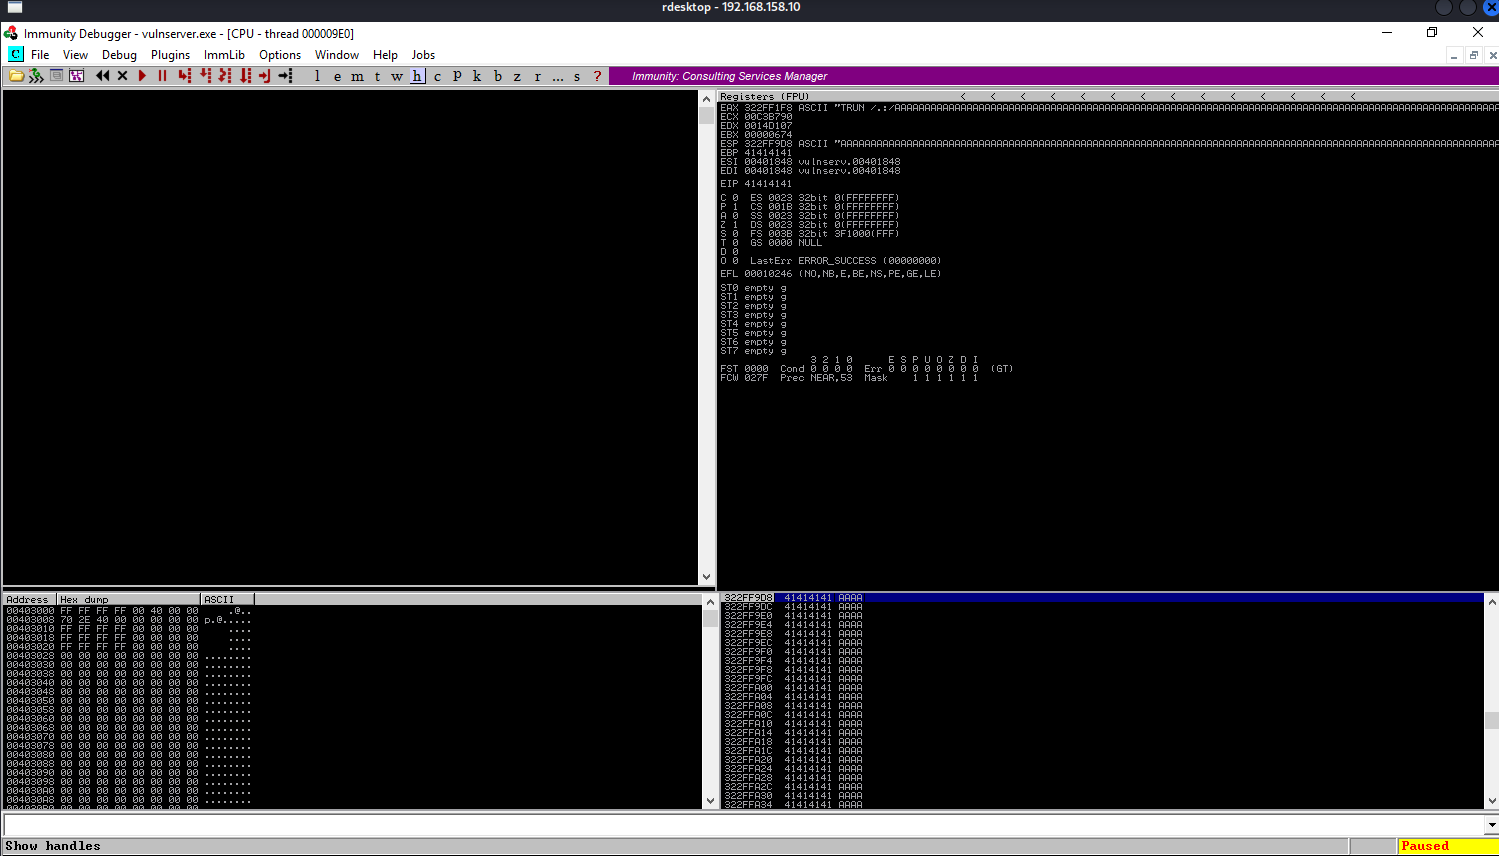 rdesktop - 192.168.158.10
Immunity Debugger - vulnserver.exe - [CPU - thread 000009E0]
C File View Debug Plugins ImmLib Options Window Help Jobs
l e m t w h c P k b z r ... s ? Immunity: Consulting Services Manager
Registers (FPU) < < < < < < < < < < < < < <
EAX 322FF1F8 ASCII "TRUN /.:/AAAAAAAAAAAAAAAAAAAAAAAAAAAAAAAAAAAAAAAAAAAAAAAAAAAAAAAAAAAAAAAAAAAAAAAAAAAAAAAAAAAAAAAAAAAAAAAAAAAA
ECX 00C3B790
EDX 0014D107
EBX 00000674
ESP 322FF9D8 ASCII "AAAAAAAAAAAAAAAAAAAAAAAAAAAAAAAAAAAAAAAAAAAAAAAAAAAAAAAAAAAAAAAAAAAAAAAAAAAAAAAAAAAAAAAAAAAAAAAAAAAAAAAAAAAAA
EBP 41414141
ESI 00401848 vulnserv.00401848
EDI 00401848 vulnserv.00401848
EIP 41414141
C 0 ES 0023 32bit 0(FFFFFFFF)
P 1 CS 001B 32bit 0(FFFFFFFF)
A 0 SS 0023 32bit 0(FFFFFFFF)
Z 1 DS 0023 32bit 0(FFFFFFFF)
S 0 FS 003B 32bit 3F1000(FFF)
T 0 GS 0000 NULL
D 0
O 0 LastErr ERROR_SUCCESS (00000000)
EFL 00010246 (NO,NB,E,BE,NS,PE,GE,LE)
ST0 empty g
ST1 empty g
ST2 empty g
ST3 empty g
ST4 empty g
ST5 empty g
ST6 empty g
ST7 empty g
3 2 1 0 E S P U O Z D I
FST 0000 Cond 0 0 0 0 Err 0 0 0 0 0 0 0 0 (GT)
FCW 027F Prec NEAR,53 Mask 1 1 1 1 1 1
Address Hex dump ASCII
00403000 FF FF FF FF 00 40 00 00 .@..
00403008 70 2E 40 00 00 00 00 00 p.@.....
00403010 FF FF FF FF 00 00 00 00 ....
00403018 FF FF FF FF 00 00 00 00 ....
00403020 FF FF FF FF 00 00 00 00 ....
00403028 00 00 00 00 00 00 00 00 ........
00403030 00 00 00 00 00 00 00 00 ........
00403038 00 00 00 00 00 00 00 00 ........
00403040 00 00 00 00 00 00 00 00 ........
00403048 00 00 00 00 00 00 00 00 ........
00403050 00 00 00 00 00 00 00 00 ........
00403058 00 00 00 00 00 00 00 00 ........
00403060 00 00 00 00 00 00 00 00 ........
00403068 00 00 00 00 00 00 00 00 ........
00403070 00 00 00 00 00 00 00 00 ........
00403078 00 00 00 00 00 00 00 00 ........
00403080 00 00 00 00 00 00 00 00 ........
00403088 00 00 00 00 00 00 00 00 ........
00403090 00 00 00 00 00 00 00 00 ........
00403098 00 00 00 00 00 00 00 00 ........
004030A0 00 00 00 00 00 00 00 00 ........
004030A8 00 00 00 00 00 00 00 00 ........
322FF9D8 41414141 AAAA
322FF9DC 41414141 AAAA
322FF9E0 41414141 AAAA
322FF9E4 41414141 AAAA
322FF9E8 41414141 AAAA
322FF9EC 41414141 AAAA
322FF9F0 41414141 AAAA
322FF9F4 41414141 AAAA
322FF9F8 41414141 AAAA
322FF9FC 41414141 AAAA
322FFA00 41414141 AAAA
322FFA04 41414141 AAAA
322FFA08 41414141 AAAA
322FFA0C 41414141 AAAA
322FFA10 41414141 AAAA
322FFA14 41414141 AAAA
322FFA18 41414141 AAAA
322FFA1C 41414141 AAAA
322FFA20 41414141 AAAA
322FFA24 41414141 AAAA
322FFA28 41414141 AAAA
322FFA2C 41414141 AAAA
322FFA30 41414141 AAAA
322FFA34 41414141 AAAA
Show handles
Paused